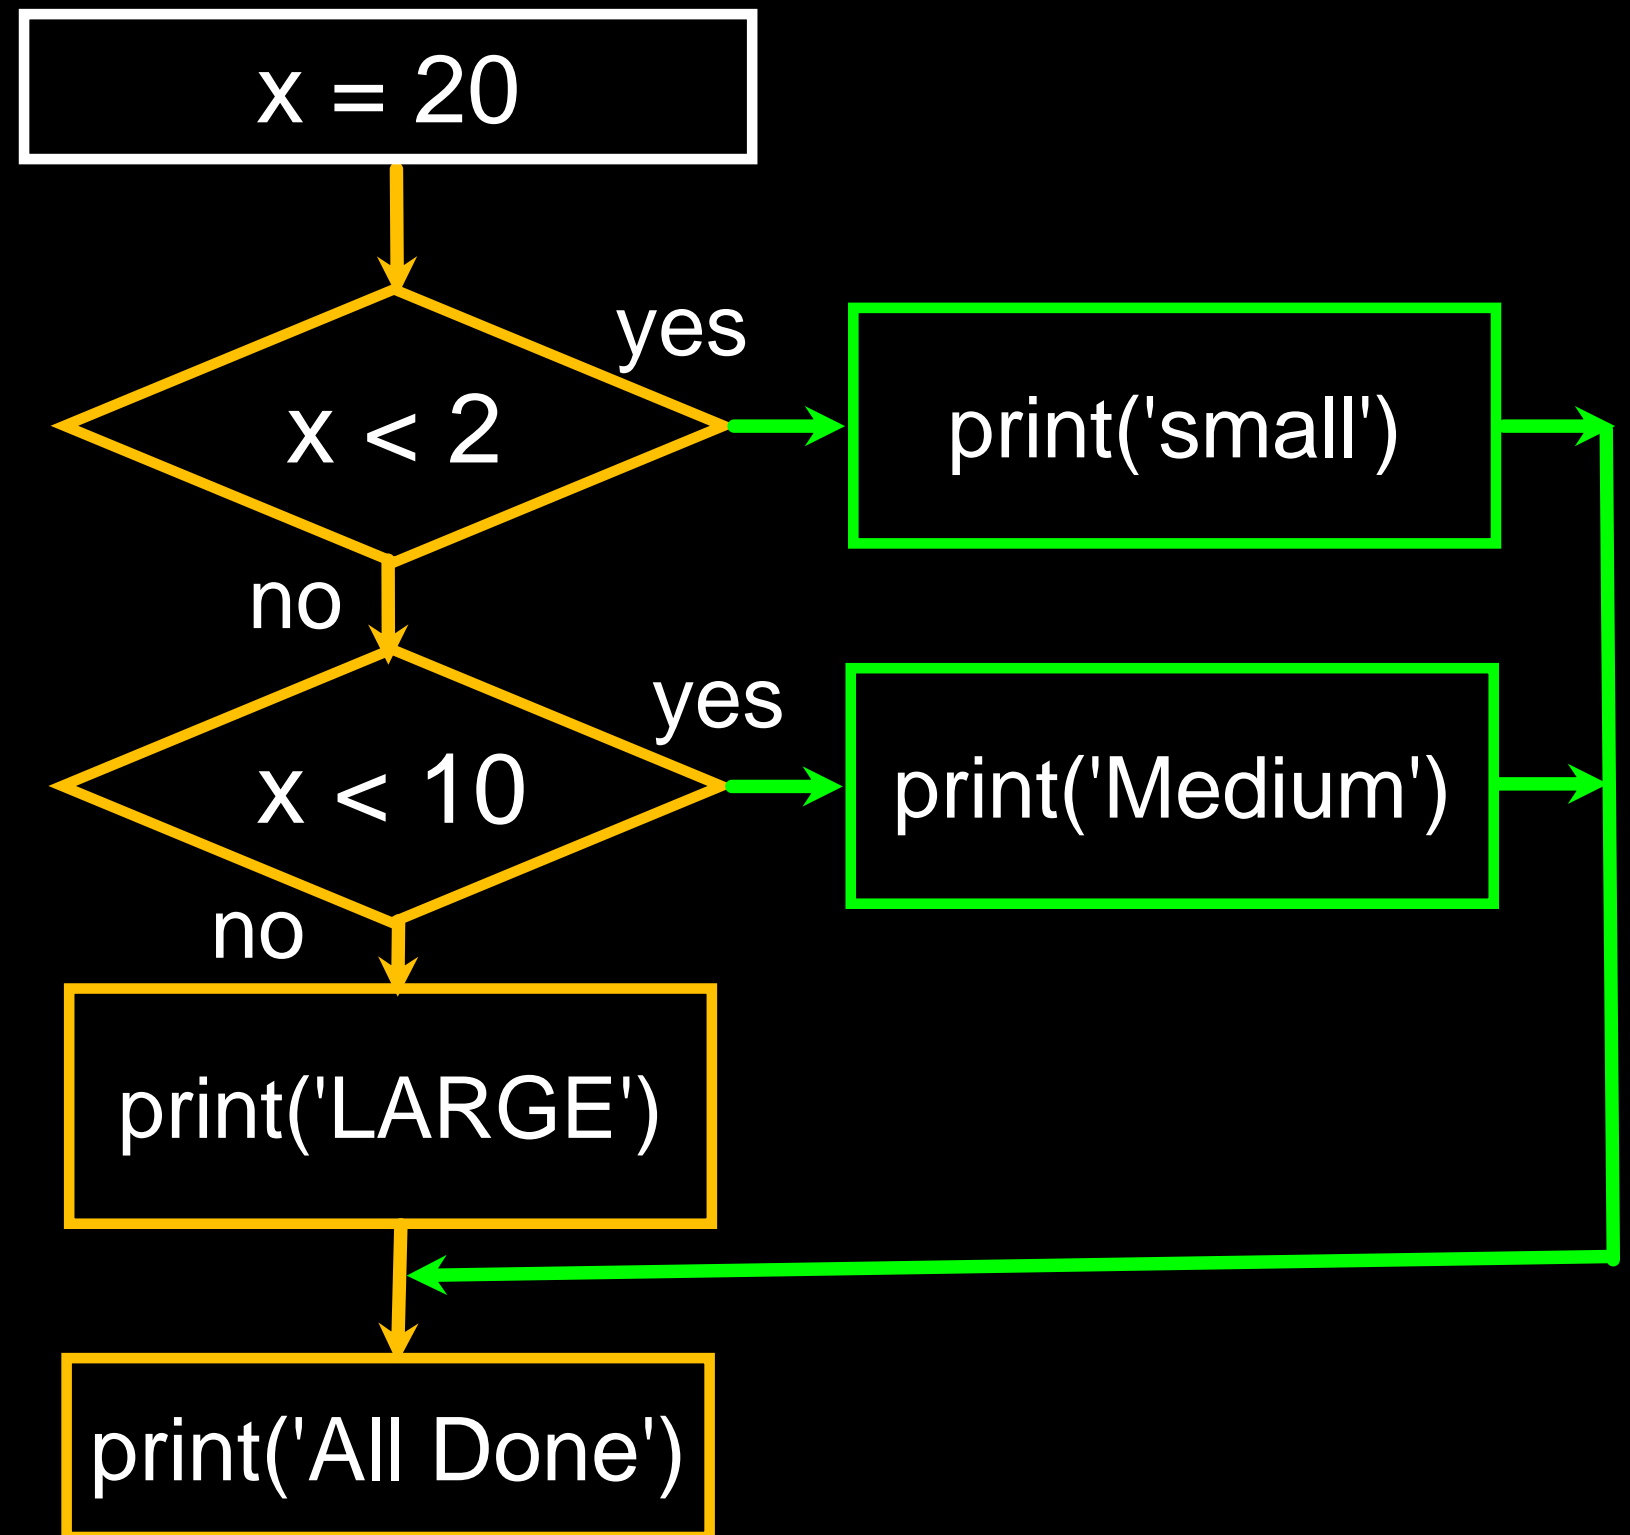 x = 20
yes
x < 2
print('small')
no
yes
x < 10
print('Medium')
no
print('LARGE')
print('All Done')